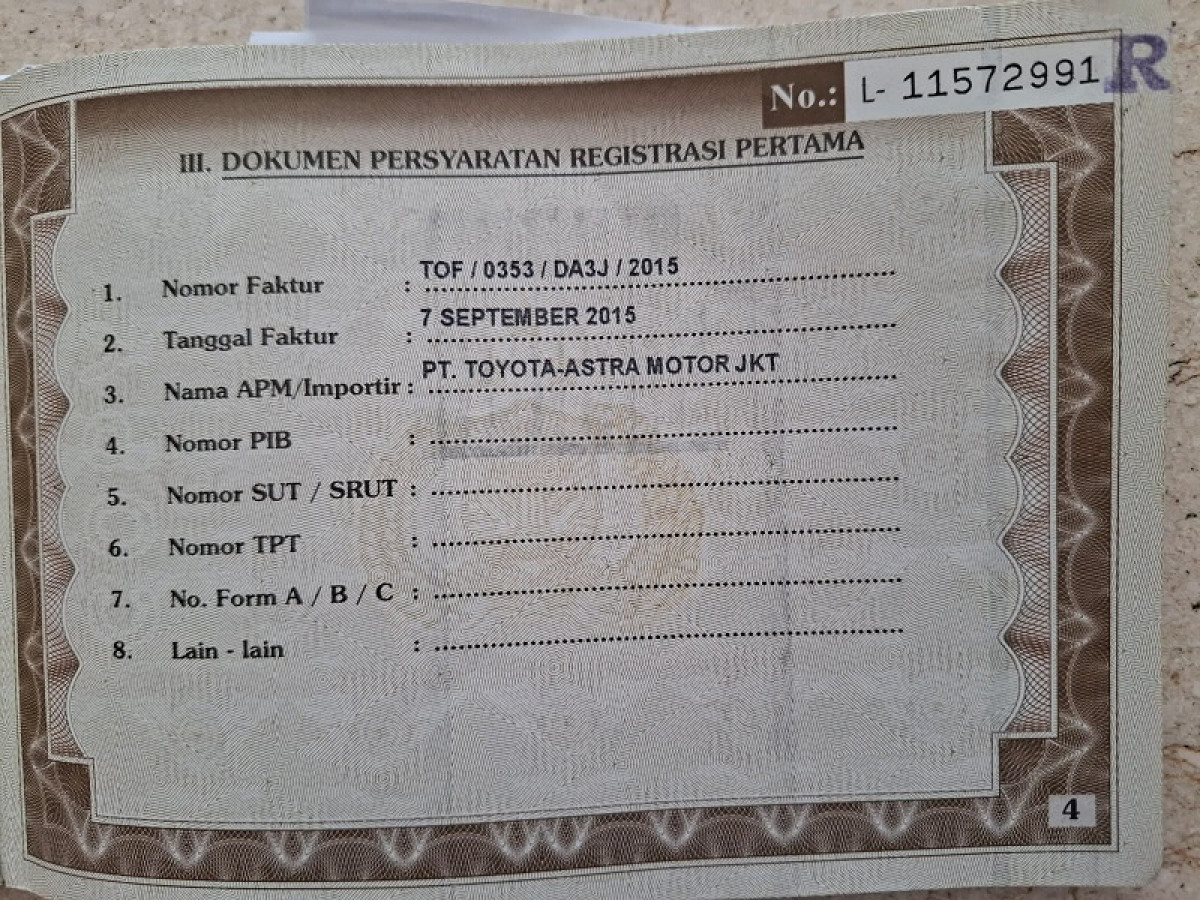 No.: L- 11572991 R
III. DOKUMEN PERSYARATAN REGISTRASI PERTAMA
1. Nomor Faktur : TOF / 0353 / DA3J / 2015
2. Tanggal Faktur : 7 SEPTEMBER 2015
3. Nama APM/Importir : PT. TOYOTA-ASTRA MOTOR JKT
4. Nomor PIB :
5. Nomor SUT / SRUT :
6. Nomor TPT :
7. No. Form A / B / C :
8. Lain - lain :
4